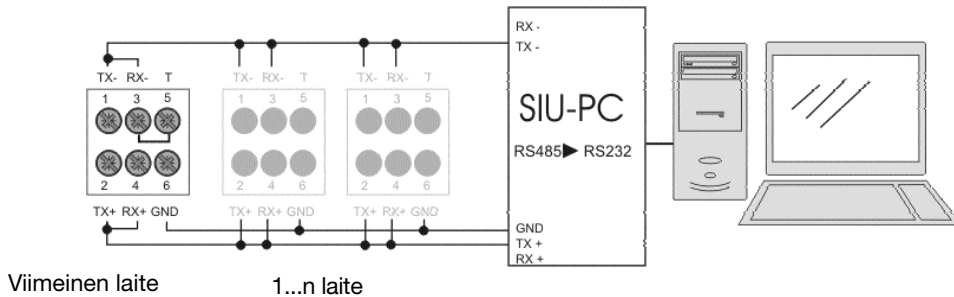 RX -
TX -
TX- RX- T
1 3 5
2 4 6
TX+ RX+ GND
TX- RX- T
1 3 5
2 4 6
TX+ RX+ GND
TX- RX- T
1 3 5
2 4 6
TX+ RX+ GND
SIU-PC
RS485 ▶ RS232
GND
TX +
RX +
Viimeinen laite
1...n laite